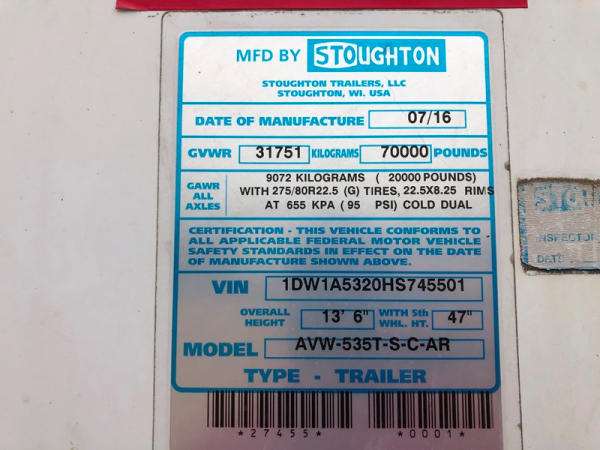 MFD BY STOUGHTON
STOUGHTON TRAILERS, LLC
STOUGHTON, WI. USA
DATE OF MANUFACTURE 07/16
GVWR 31751 KILOGRAMS 70000 POUNDS
GAWR ALL AXLES
9072 KILOGRAMS ( 20000 POUNDS)
WITH 275/80R22.5 (G) TIRES, 22.5X8.25 RIMS
AT 655 KPA ( 95 PSI) COLD DUAL
CERTIFICATION - THIS VEHICLE CONFORMS TO
ALL APPLICABLE FEDERAL MOTOR VEHICLE
SAFETY STANDARDS IN EFFECT ON THE DATE
OF MANUFACTURE SHOWN ABOVE.
VIN 1DW1A5320HS745501
OVERALL HEIGHT 13' 6" WITH 5th WHL. HT. 47"
MODEL AVW-535T-S-C-AR
TYPE - TRAILER
*27455* *0001*
INSPECTOR
DATE